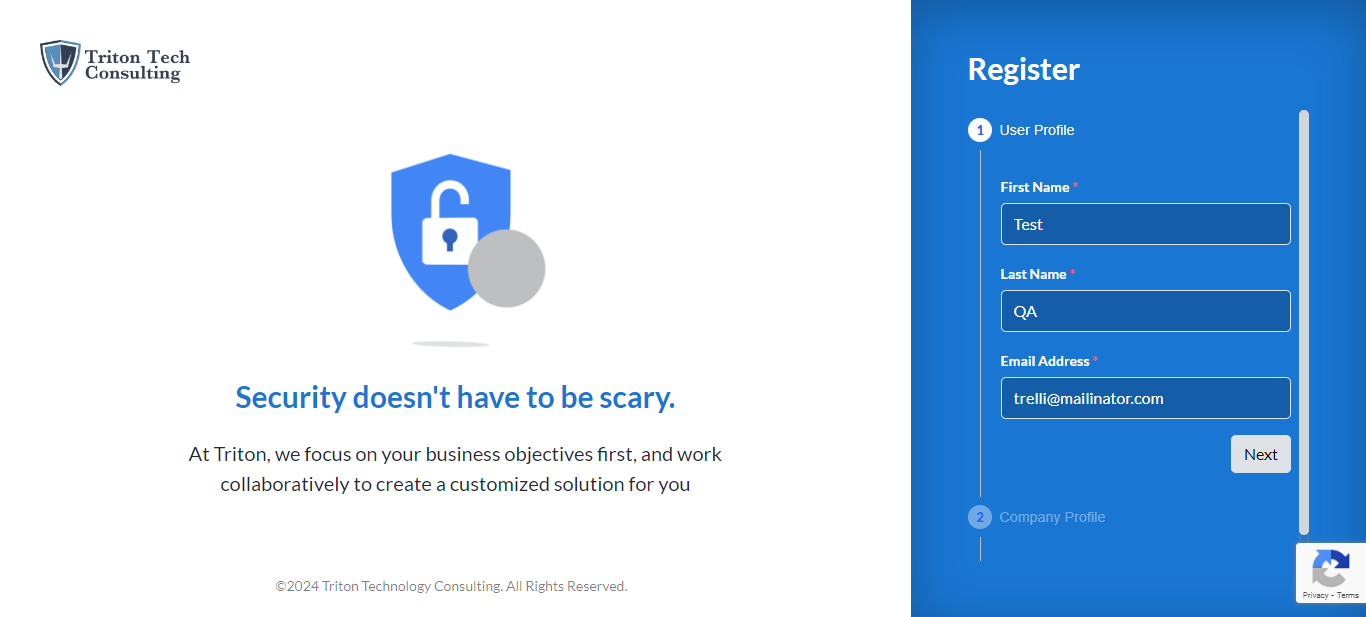 Triton Tech
Consulting
Security doesn't have to be scary.
At Triton, we focus on your business objectives first, and work
collaboratively to create a customized solution for you
©2024 Triton Technology Consulting. All Rights Reserved.
Register
1 User Profile
First Name *
Test
Last Name *
QA
Email Address *
trelli@mailinator.com
Next
2 Company Profile
Privacy - Terms